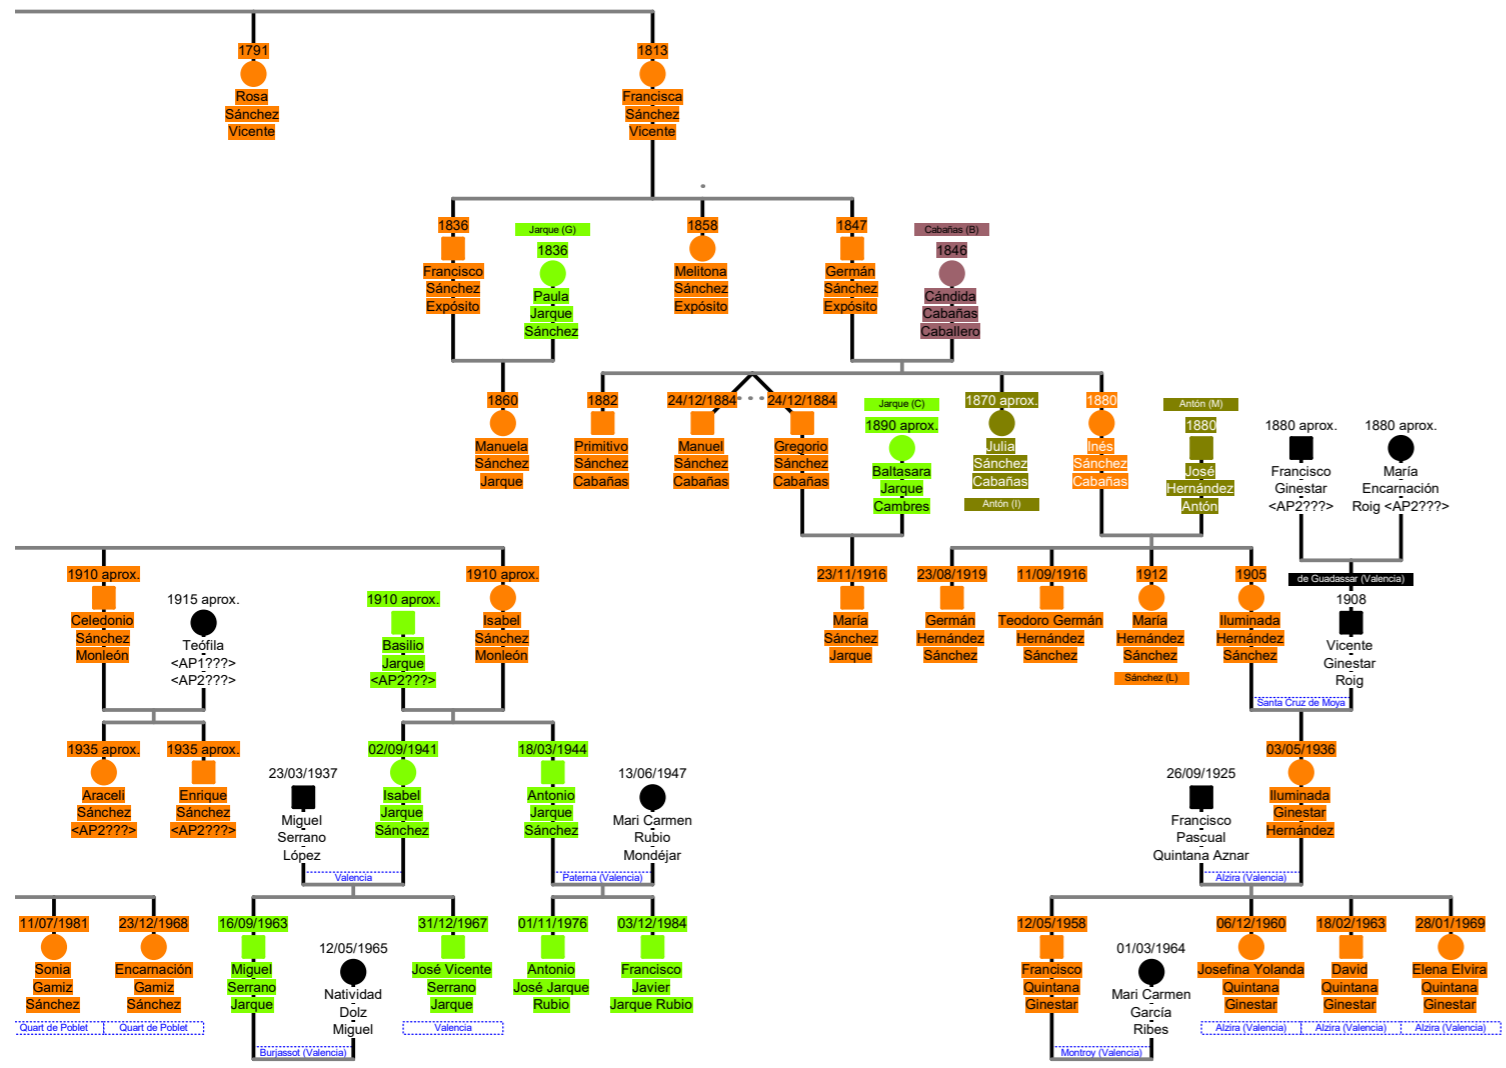 1791
Rosa
Sánchez
Vicente
1813
Francisca
Sánchez
Vicente
1836
Francisco
Sánchez
Expósito
Jarque (G)
1836
Paula
Jarque
Sánchez
1858
Melitona
Sánchez
Expósito
1847
Germán
Sánchez
Expósito
Cabañas (B)
1846
Cándida
Cabañas
Caballero
1860
Manuela
Sánchez
Jarque
1882
Primitivo
Sánchez
Cabañas
24/12/1884
Manuel
Sánchez
Cabañas
24/12/1884
Gregorio
Sánchez
Cabañas
Jarque (C)
1890 aprox.
Baltasara
Jarque
Cambres
1870 aprox.
Julia
Sánchez
Cabañas
Antón (I)
1880
Inés
Sánchez
Cabañas
Antón (M)
1880
José
Hernández
Antón
1880 aprox.
Francisco
Ginestar
<AP2???>
1880 aprox.
María
Encarnación
Roig <AP2???>
1910 aprox.
Celedonio
Sánchez
Monleón
1915 aprox.
Teófila
<AP1???>
<AP2???>
1910 aprox.
Basilio
Jarque
<AP2???>
1910 aprox.
Isabel
Sánchez
Monleón
23/11/1916
María
Sánchez
Jarque
23/08/1919
Germán
Hernández
Sánchez
11/09/1916
Teodoro Germán
Hernández
Sánchez
1912
María
Hernández
Sánchez
Sánchez (L)
1905
Iluminada
Hernández
Sánchez
de Guadassar (Valencia)
1908
Vicente
Ginestar
Roig
Santa Cruz de Moya
1935 aprox.
Araceli
Sánchez
<AP2???>
1935 aprox.
Enrique
Sánchez
<AP2???>
23/03/1937
Miguel
Serrano
López
02/09/1941
Isabel
Jarque
Sánchez
18/03/1944
Antonio
Jarque
Sánchez
13/06/1947
Mari Carmen
Rubio
Mondéjar
26/09/1925
Francisco
Pascual
Quintana Aznar
03/05/1936
Iluminada
Ginestar
Hernández
Valencia
Paterna (Valencia)
Alzira (Valencia)
11/07/1981
Sonia
Gamiz
Sánchez
Quart de Poblet
23/12/1968
Encarnación
Gamiz
Sánchez
Quart de Poblet
16/09/1963
Miguel
Serrano
Jarque
12/05/1965
Natividad
Dolz
Miguel
Burjassot (Valencia)
31/12/1967
José Vicente
Serrano
Jarque
Valencia
01/11/1976
Antonio
José Jarque
Rubio
03/12/1984
Francisco
Javier
Jarque Rubio
12/05/1958
Francisco
Quintana
Ginestar
01/03/1964
Mari Carmen
García
Ribes
Montroy (Valencia)
06/12/1960
Josefina Yolanda
Quintana
Ginestar
Alzira (Valencia)
18/02/1963
David
Quintana
Ginestar
Alzira (Valencia)
28/01/1969
Elena Elvira
Quintana
Ginestar
Alzira (Valencia)